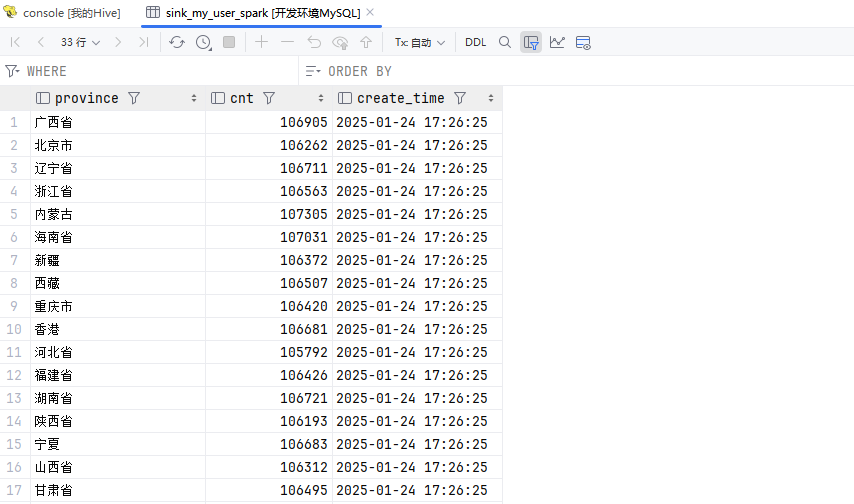 console [我的Hive] sink_my_user_spark [开发环境MySQL]
33 行 Tx: 自动 DDL
WHERE ORDER BY
province cnt create_time
1 广西省 106905 2025-01-24 17:26:25
2 北京市 106262 2025-01-24 17:26:25
3 辽宁省 106711 2025-01-24 17:26:25
4 浙江省 106563 2025-01-24 17:26:25
5 内蒙古 107305 2025-01-24 17:26:25
6 海南省 107031 2025-01-24 17:26:25
7 新疆 106372 2025-01-24 17:26:25
8 西藏 106507 2025-01-24 17:26:25
9 重庆市 106420 2025-01-24 17:26:25
10 香港 106681 2025-01-24 17:26:25
11 河北省 105792 2025-01-24 17:26:25
12 福建省 106426 2025-01-24 17:26:25
13 湖南省 106721 2025-01-24 17:26:25
14 陕西省 106193 2025-01-24 17:26:25
15 宁夏 106683 2025-01-24 17:26:25
16 山西省 106312 2025-01-24 17:26:25
17 甘肃省 106495 2025-01-24 17:26:25